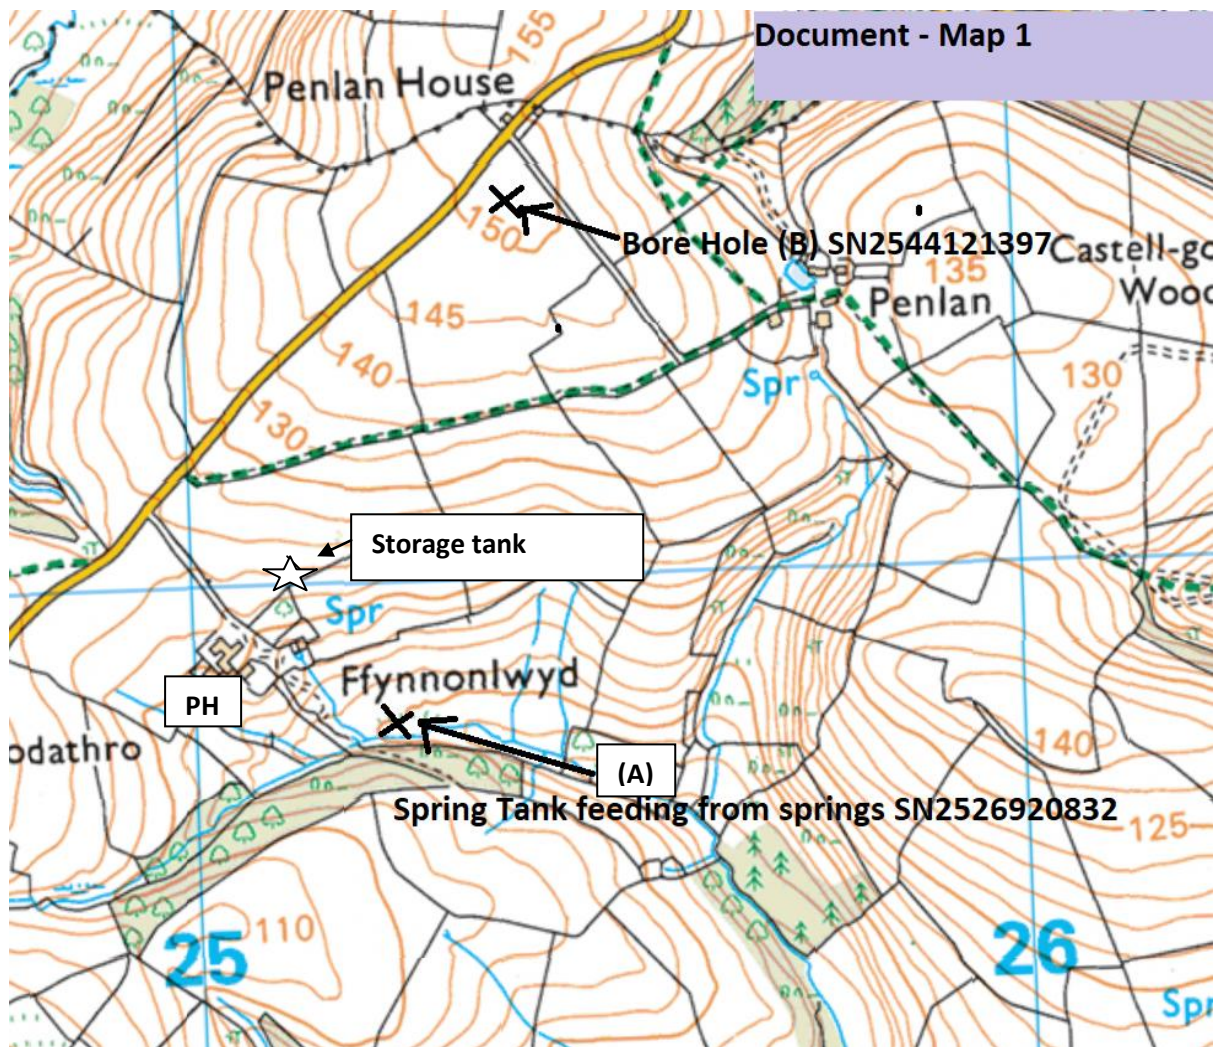 Document - Map 1
155
Penlan House
150
Bore Hole (B) SN2544121397
Castell-go
Wood
135
Penlan
145
140
Spr
130
130
Storage tank
Spr
Ffynnonlwyd
PH
odathro
(A)
140
Spring Tank feeding from springs SN2526920832
125
110
25
26
Spr